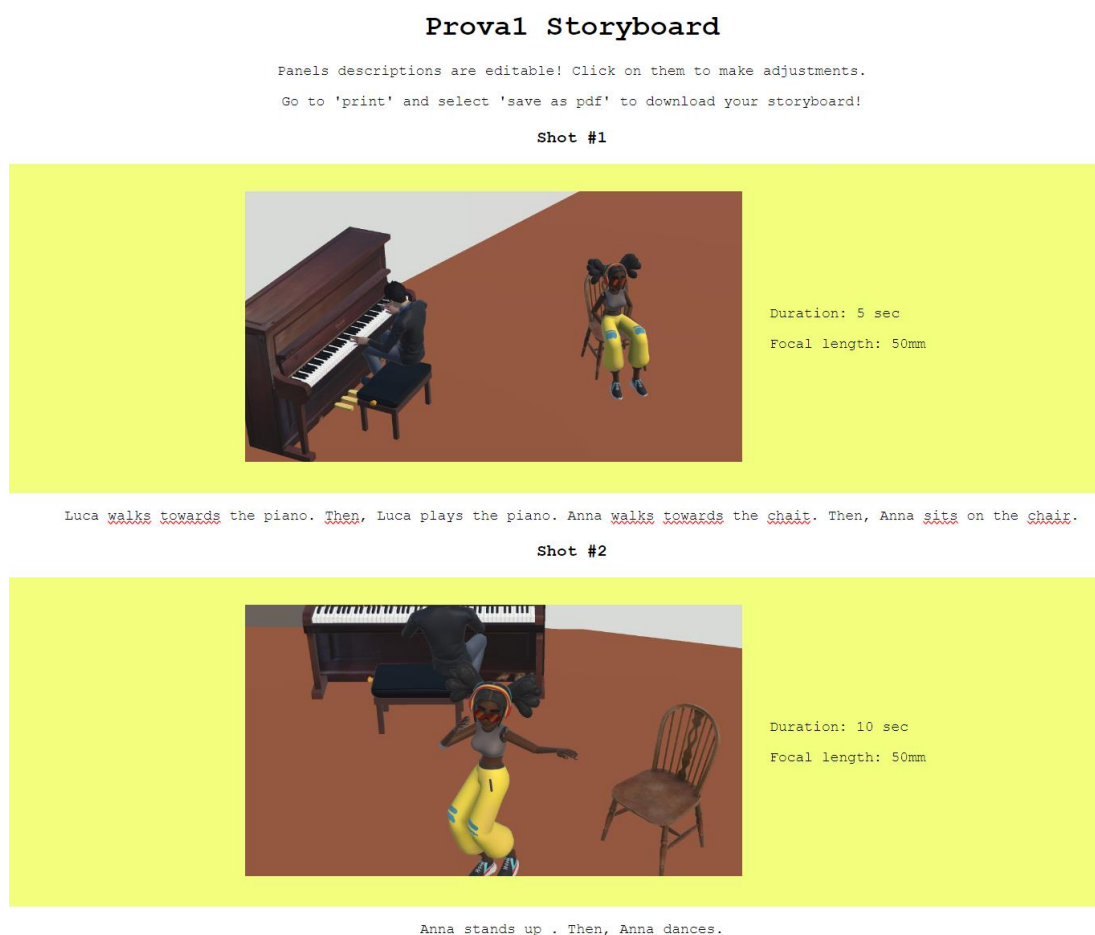 Prova1 Storyboard
Panels descriptions are editable! Click on them to make adjustments.
Go to 'print' and select 'save as pdf' to download your storyboard!
Shot #1
Duration: 5 sec
Focal length: 50mm
Luca walks towards the piano. Then, Luca plays the piano. Anna walks towards the chait. Then, Anna sits on the chair.
Shot #2
Duration: 10 sec
Focal length: 50mm
Anna stands up . Then, Anna dances.